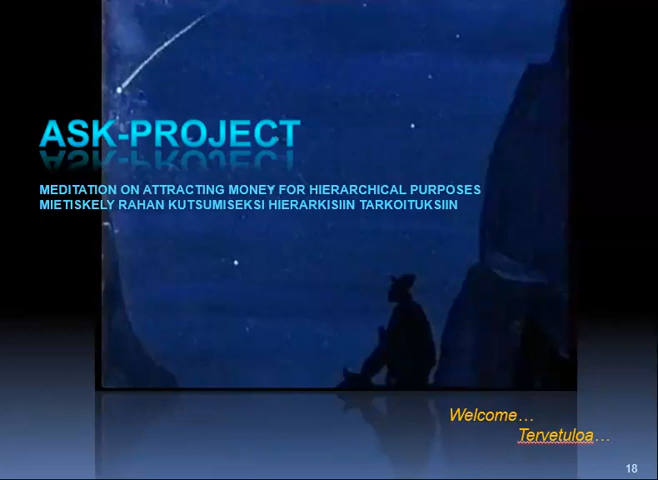 ASK-PROJECT
MEDITATION ON ATTRACTING MONEY FOR HIERARCHICAL PURPOSES
MIETISKELY RAHAN KUTSUMISEKSI HIERARKISIIN TARKOITUKSIIN
Welcome…
Tervetuloa…
18